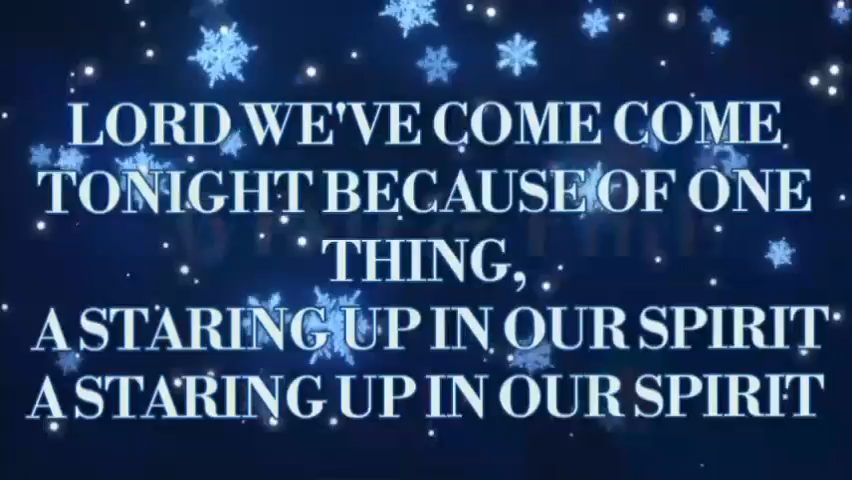 LORD WE'VE COME COME
TONIGHT BECAUSE OF ONE
THING,
A STARING UP IN OUR SPIRIT
A STARING UP IN OUR SPIRIT